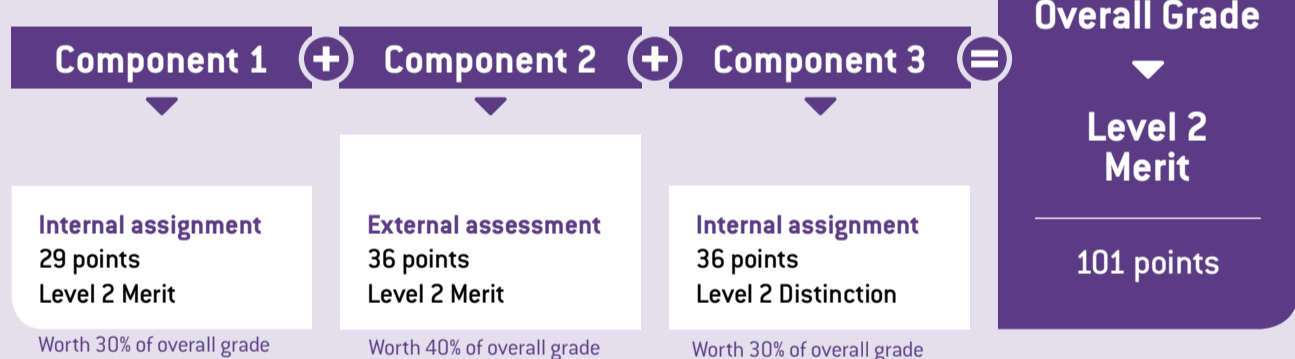 Component 1
+
Component 2
+
Component 3
=
Overall Grade
Level 2
Merit
101 points
Internal assignment
29 points
Level 2 Merit
Worth 30% of overall grade
External assessment
36 points
Level 2 Merit
Worth 40% of overall grade
Internal assignment
36 points
Level 2 Distinction
Worth 30% of overall grade